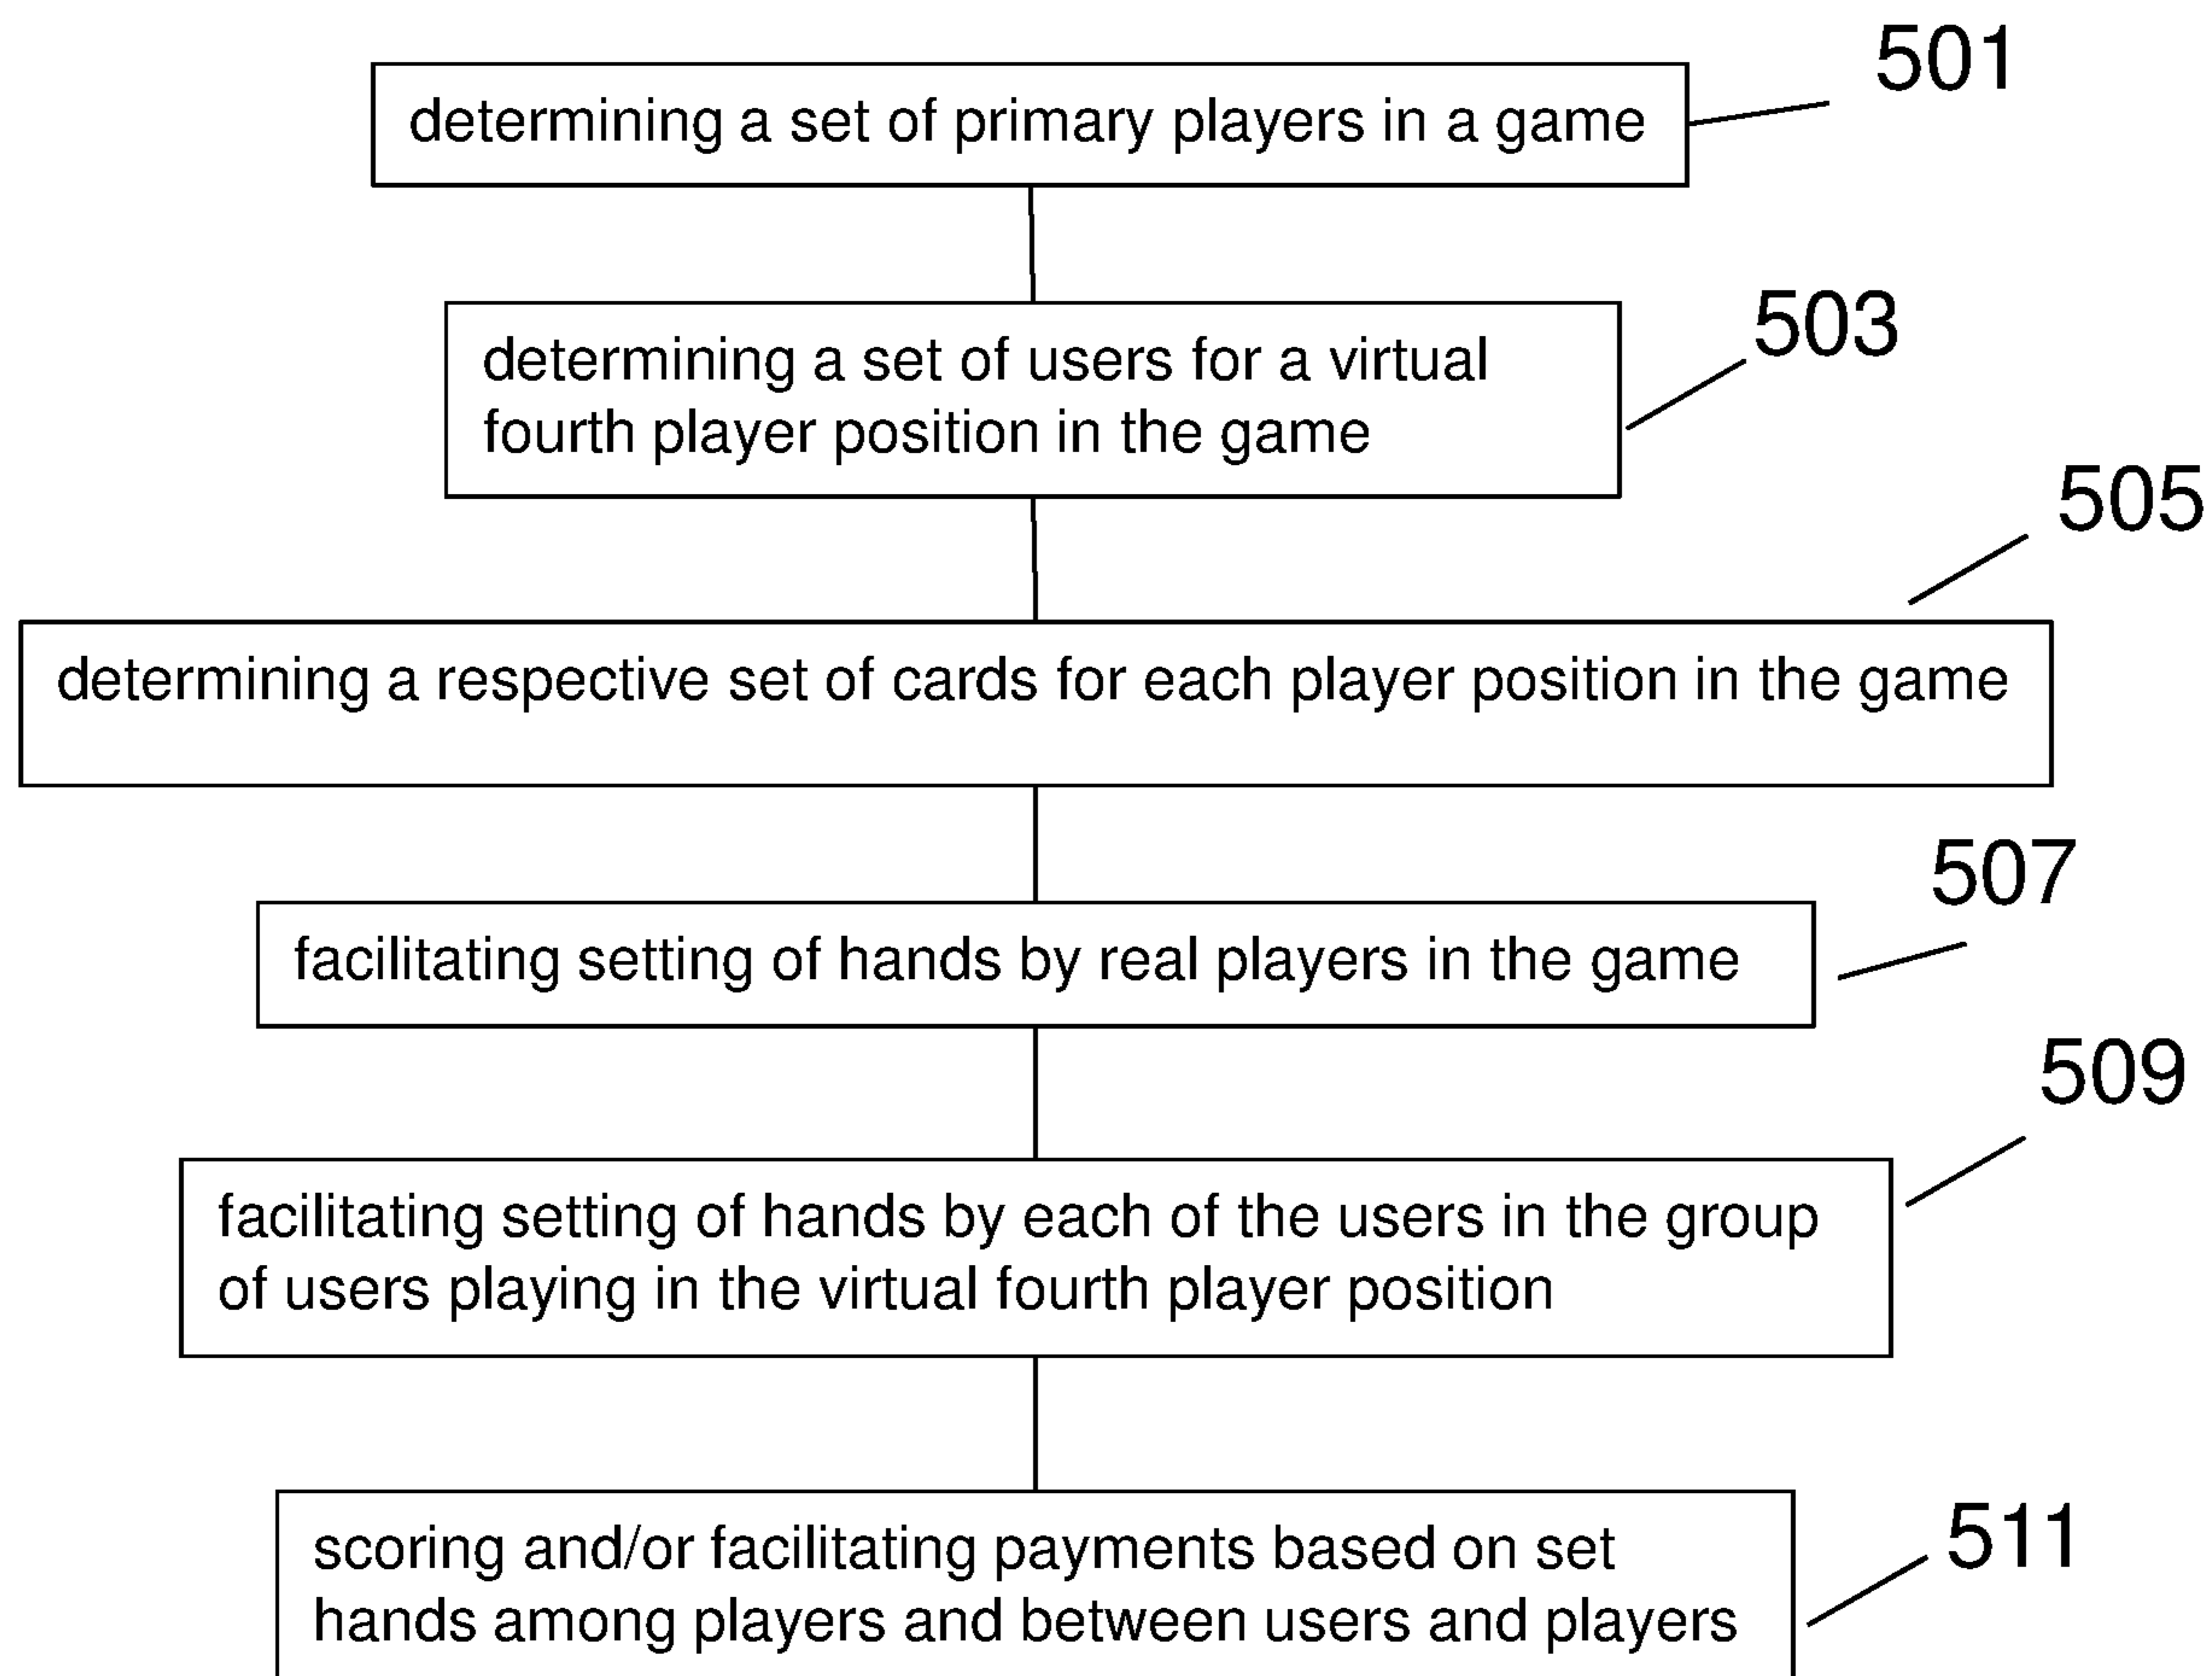 501
determining a set of primary players in a game
503
determining a set of users for a virtual
fourth player position in the game
505
determining a respective set of cards for each player position in the game
507
facilitating setting of hands by real players in the game
509
facilitating setting of hands by each of the users in the group
of users playing in the virtual fourth player position
511
scoring and/or facilitating payments based on set
hands among players and between users and players